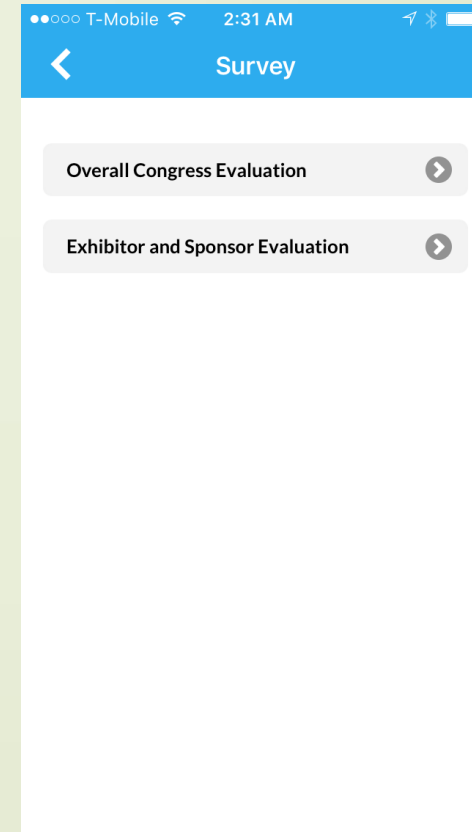 T-Mobile 2:31 AM
Survey
Overall Congress Evaluation
Exhibitor and Sponsor Evaluation